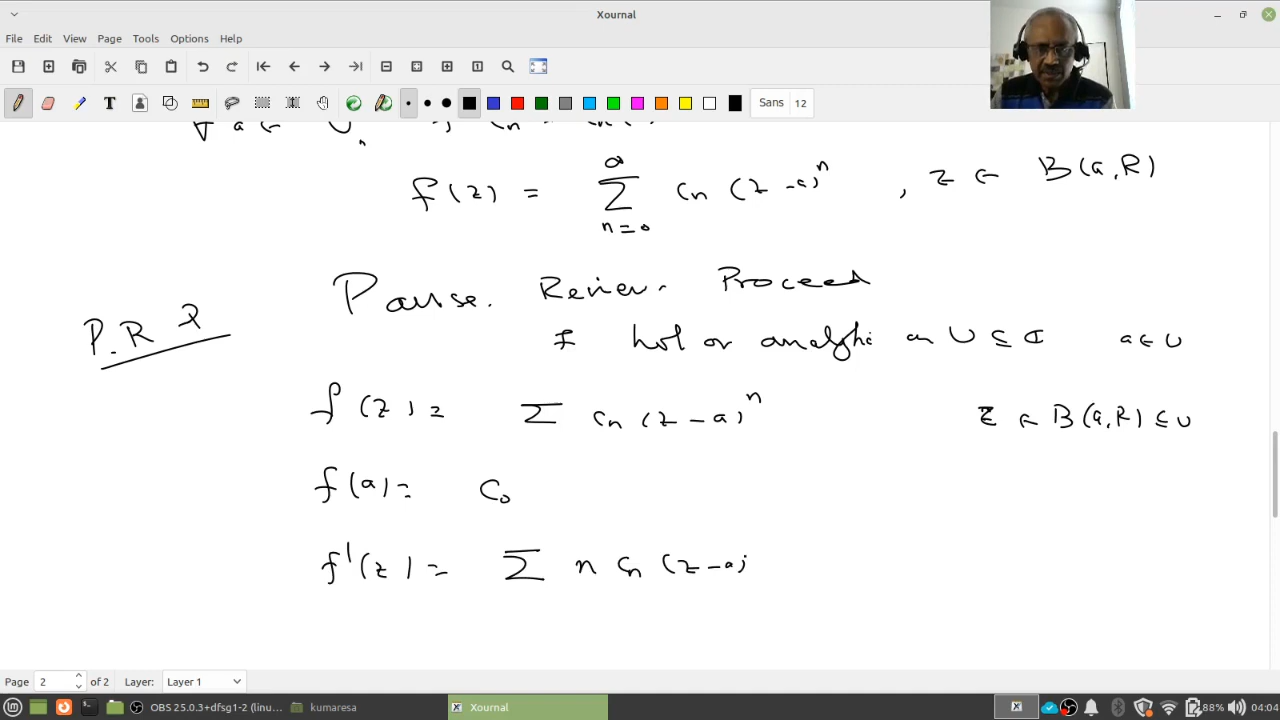 Xournal
File Edit View Page Tools Options Help
Sans 12
∀ a ∈ U
f(z) = ∑_{n=0}^{∞} c_n (z-a)^n , z ∈ B(a,R)
Pause. Review. Proceed
P.R 2
f hol or analytic on U ⊆ ℂ a ∈ U
f(z) = ∑ c_n (z-a)^n z ∈ B(a,R) ⊆ U
f(a) = c_0
f'(z) = ∑ n c_n (z-a)
Page 2 of 2 Layer: Layer 1
OBS 25.0.3+dfsg1-2 (linu... kumaresa Xournal 88% 04:04